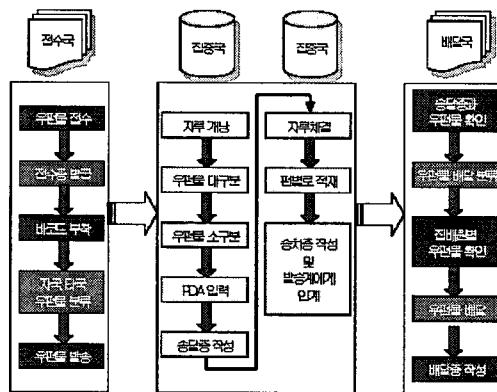 접수국
우편물 접수
접수증 발급
바코드 부착
자국 타국
우편물 분류
우편물 발송
집중국
자루 개낭
우편물 대구분
우편물 소구분
PDA 입력
송달증 작성
집중국
자루체결
편별로 적재
송차증 작성
및
발송계에게
인계
배달국
송달증과
우편물 확인
우편물 배달 분류
우편물 확인
우편물 배달
배달증 작성